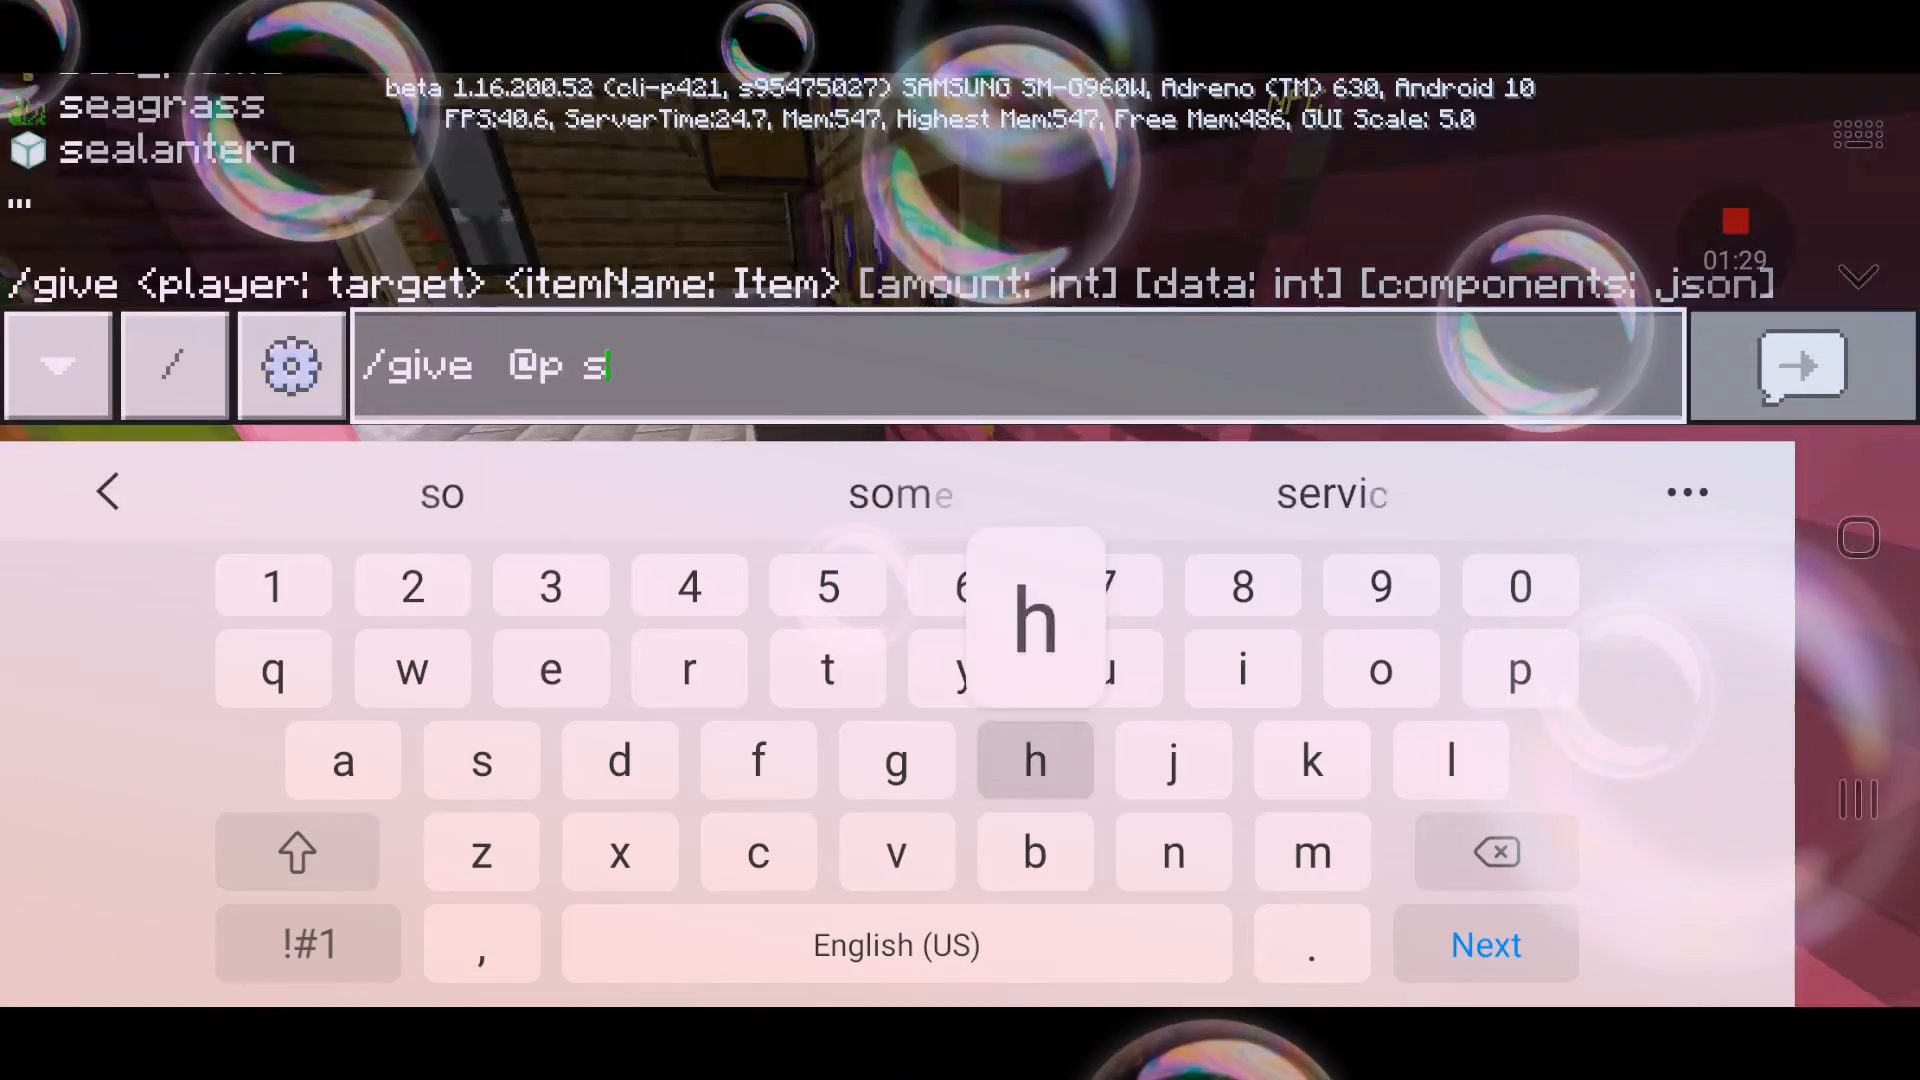 seagrass
sealantern
...
beta 1.16.200.52 (cli-p421, s95475027) SAMSUNG SM-G960W, Adreno (TM) 630, Android 10
FPS:40.6, ServerTime:24.7, Mem:547, Highest Mem:547, Free Mem:486, GUI Scale: 5.0
01:29
/give <player: target> <itemName: Item> [amount: int] [data: int] [components: json]
/
/give  @p s
so some servic
1 2 3 4 5 6 7 8 9 0
h
q w e r t y u i o p
a s d f g h j k l
z x c v b n m
!#1 , English (US) . Next